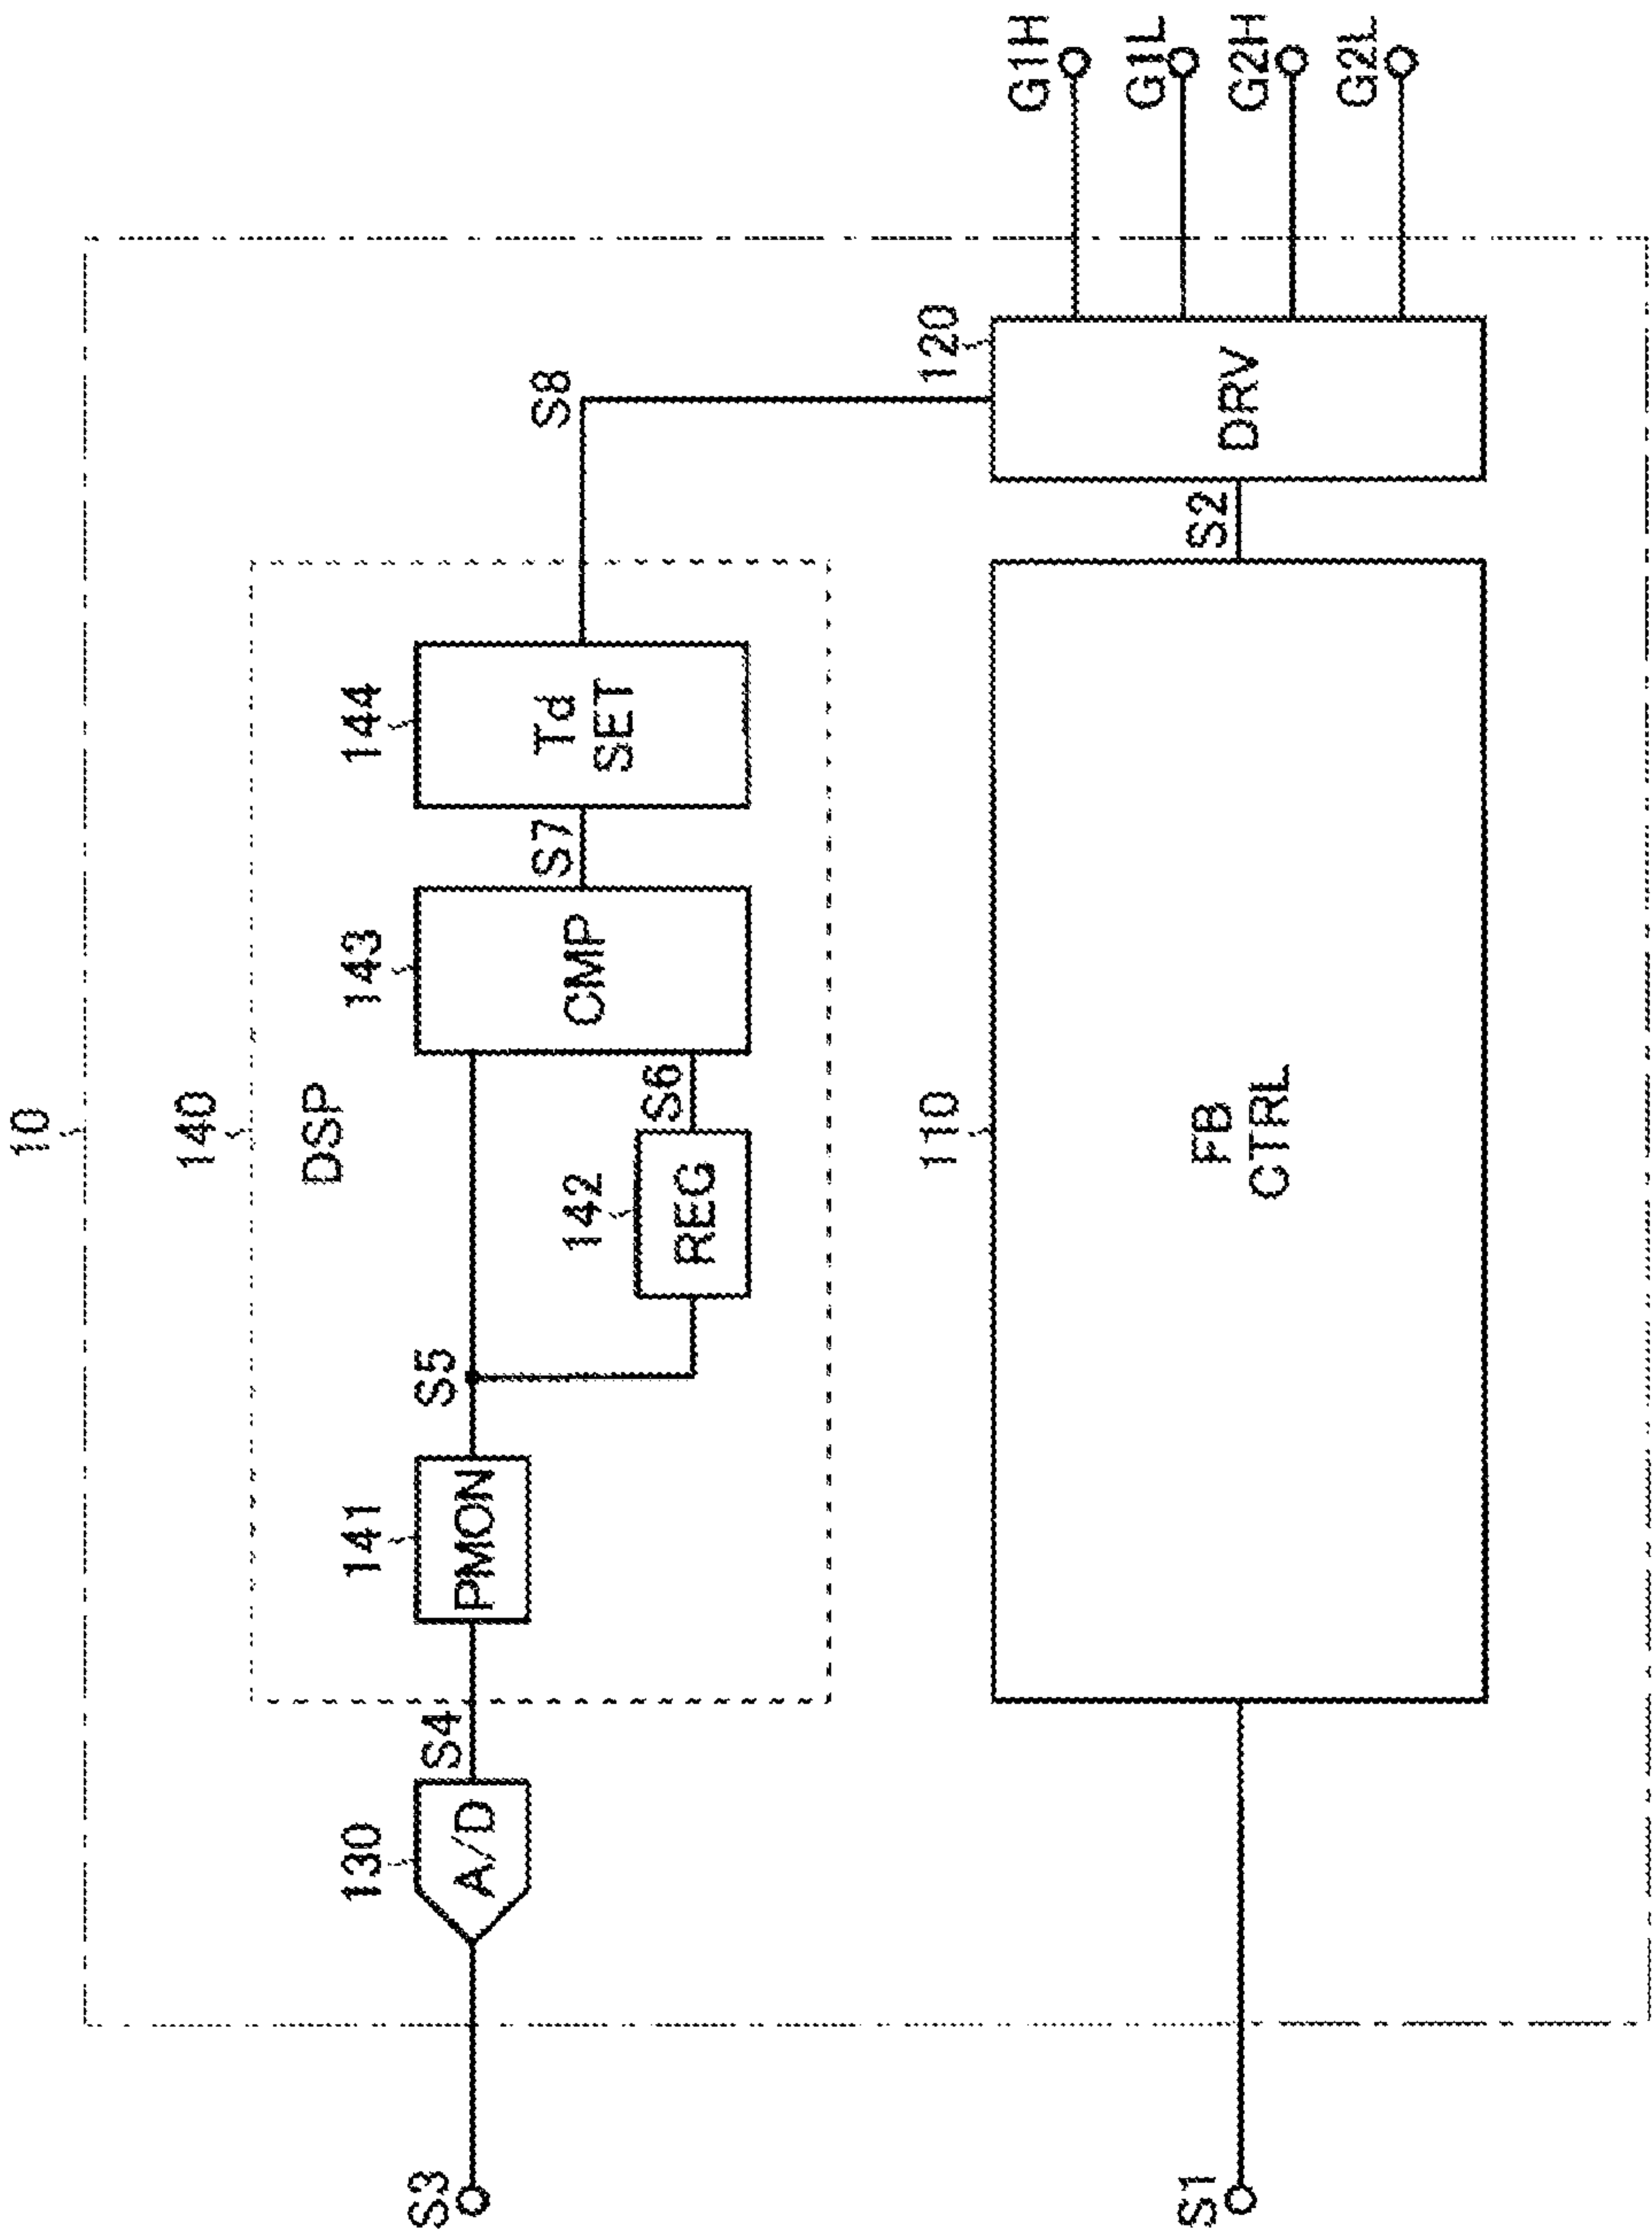 10
140
DSP
130
A/D
S4
141
PMON
S5
142
REG
S6
143
CMP
S7
144
Td
SET
S8
S3
110
FB
CTRL
S2
120
DRV
G1H
G1L
G2H
G2L
S1